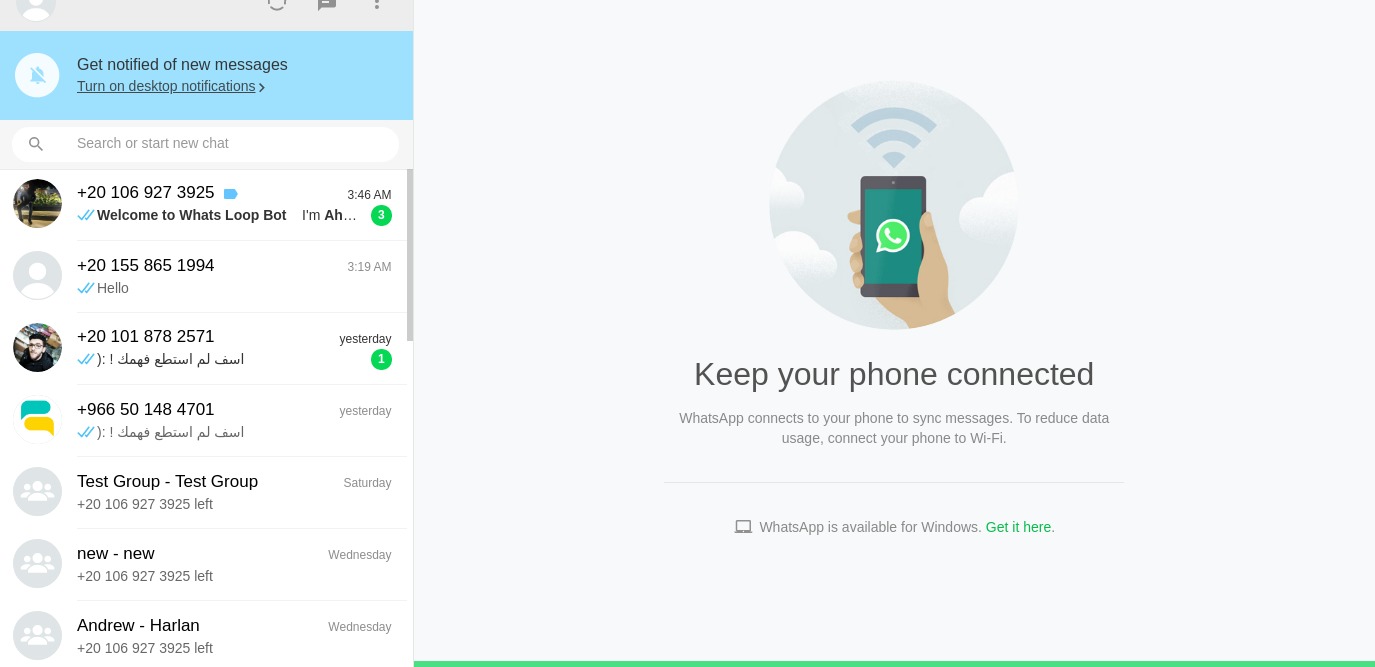 Get notified of new messages
Turn on desktop notifications
Search or start new chat
+20 106 927 3925
3:46 AM
Welcome to Whats Loop Bot I'm Ah…
3
+20 155 865 1994
3:19 AM
Hello
+20 101 878 2571
yesterday
اسف لم استطع فهمك ! :(
1
+966 50 148 4701
yesterday
اسف لم استطع فهمك ! :(
Test Group - Test Group
Saturday
+20 106 927 3925 left
new - new
Wednesday
+20 106 927 3925 left
Andrew - Harlan
Wednesday
+20 106 927 3925 left
Keep your phone connected
WhatsApp connects to your phone to sync messages. To reduce data
usage, connect your phone to Wi-Fi.
WhatsApp is available for Windows. Get it here.